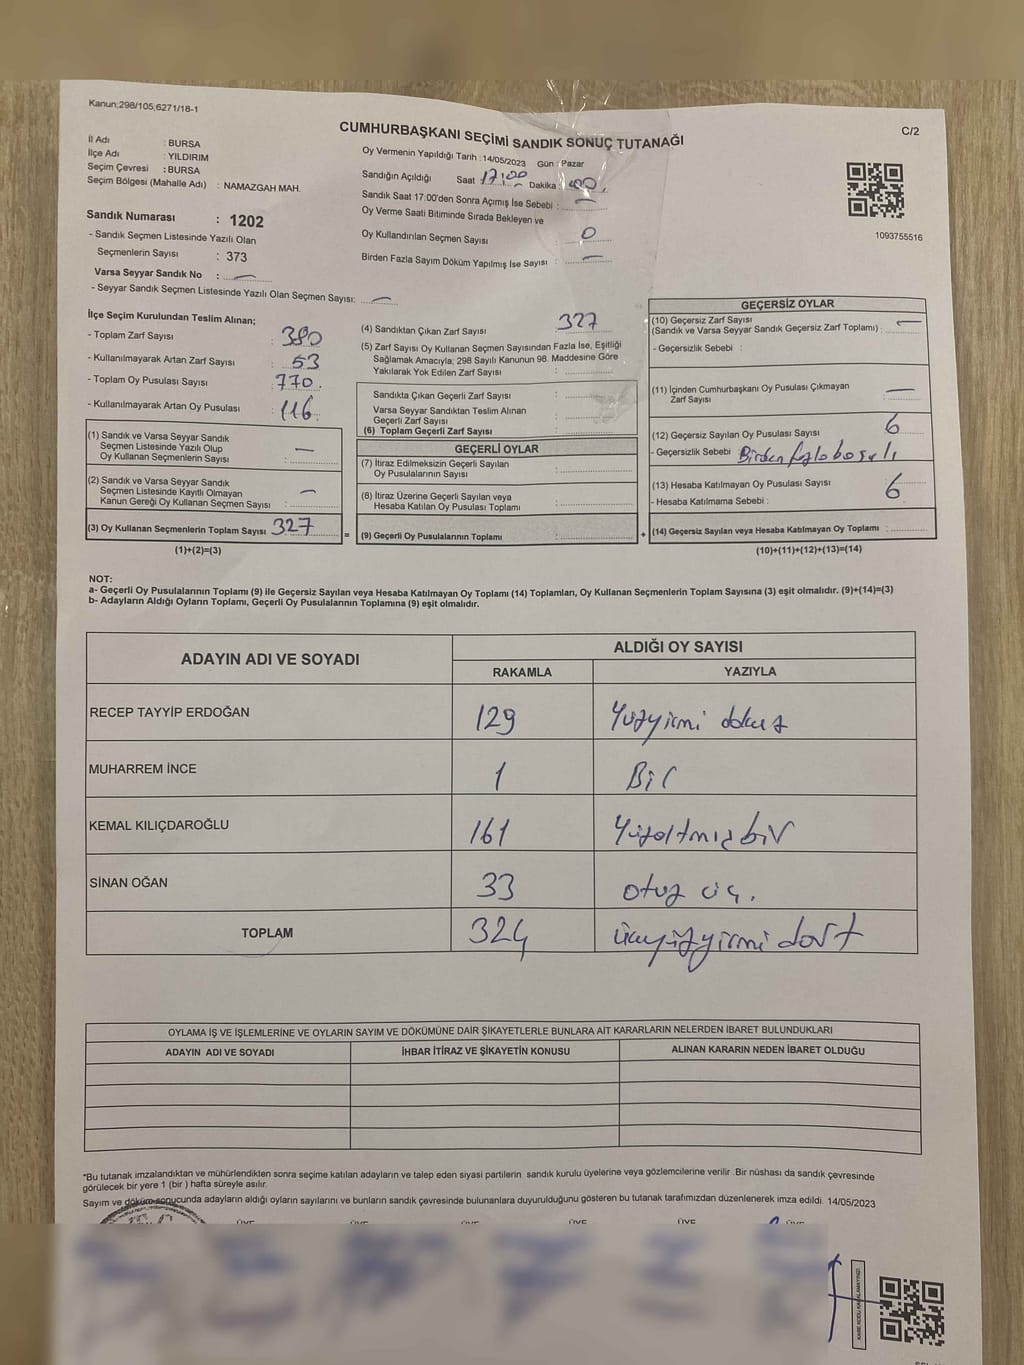 Kanun;298/105,6271/18-1
C/2
CUMHURBAŞKANI SEÇİMİ SANDIK SONUÇ TUTANAĞI
İl Adı : BURSA
İlçe Adı : YILDIRIM
Seçim Çevresi : BURSA
Seçim Bölgesi (Mahalle Adı) : NAMAZGAH MAH.
Sandık Numarası : 1202
- Sandık Seçmen Listesinde Yazılı Olan
Seçmenlerin Sayısı : 373
Varsa Seyyar Sandık No : —
- Seyyar Sandık Seçmen Listesinde Yazılı Olan Seçmen Sayısı: —
Oy Vermenin Yapıldığı Tarih : 14/05/2023 Gün : Pazar
Sandığın Açıldığı Saat 17:00 Dakika : 00
Sandık Saat 17:00'den Sonra Açımış İse Sebebi : —
Oy Verme Saati Bitiminde Sırada Bekleyen ve
Oy Kullandırılan Seçmen Sayısı : 0
Birden Fazla Sayım Döküm Yapılmış İse Sayısı : —
1093755516
İlçe Seçim Kurulundan Teslim Alınan;
- Toplam Zarf Sayısı : 380
- Kullanılmayarak Artan Zarf Sayısı : 53
- Toplam Oy Pusulası Sayısı : 770.
- Kullanılmayarak Artan Oy Pusulası : 116
(1) Sandık ve Varsa Seyyar Sandık
Seçmen Listesinde Yazılı Olup
Oy Kullanan Seçmenlerin Sayısı : —
(2) Sandık ve Varsa Seyyar Sandık
Seçmen Listesinde Kayıtlı Olmayan
Kanun Gereği Oy Kullanan Seçmen Sayısı : —
(3) Oy Kullanan Seçmenlerin Toplam Sayısı 327
(1)+(2)=(3)
=
(4) Sandıktan Çıkan Zarf Sayısı 327
(5) Zarf Sayısı Oy Kullanan Seçmen Sayısından Fazla İse, Eşitliği
Sağlamak Amacıyla; 298 Sayılı Kanunun 98. Maddesine Göre
Yakılarak Yok Edilen Zarf Sayısı :
Sandıkta Çıkan Geçerli Zarf Sayısı :
Varsa Seyyar Sandıktan Teslim Alınan
Geçerli Zarf Sayısı :
(6) Toplam Geçerli Zarf Sayısı :
GEÇERLİ OYLAR
(7) İtiraz Edilmeksizin Geçerli Sayılan
Oy Pusulasının Sayısı :
(8) İtiraz Üzerine Geçerli Sayılan veya
Hesaba Katılan Oy Pusulası Toplamı :
(9) Geçerli Oy Pusulalarının Toplamı :
+
GEÇERSİZ OYLAR
(10) Geçersiz Zarf Sayısı
(Sandık ve Varsa Seyyar Sandık Geçersiz Zarf Toplamı) : —
- Geçersizlik Sebebi :
(11) İçinden Cumhurbaşkanı Oy Pusulası Çıkmayan
Zarf Sayısı —
(12) Geçersiz Sayılan Oy Pusulası Sayısı 6
- Geçersizlik Sebebi Birden fazla
(13) Hesaba Katılmayan Oy Pusulası Sayısı : 6
- Hesaba Katılmama Sebebi :
(14) Geçersiz Sayılan veya Hesaba Katılmayan Oy Toplamı :
(10)+(11)+(12)+(13)=(14)
NOT:
a- Geçerli Oy Pusulalarının Toplamı (9) ile Geçersiz Sayılan veya Hesaba Katılmayan Oy Toplamı (14) Toplamları, Oy Kullanan Seçmenlerin Toplam Sayısına (3) eşit olmalıdır. (9)+(14)=(3)
b- Adayların Aldığı Oyların Toplamı, Geçerli Oy Pusulalarının Toplamına (9) eşit olmalıdır.
ADAYIN ADI VE SOYADI
ALDIĞI OY SAYISI
RAKAMLA YAZIYLA
RECEP TAYYİP ERDOĞAN 129 Yüzyirmi dokuz
MUHARREM İNCE 1 Bir
KEMAL KILIÇDAROĞLU 161 Yüzaltmış bir
SİNAN OĞAN 33 otuz üç.
TOPLAM 324 üçyüzyirmi dört
OYLAMA İŞ VE İŞLEMLERİNE VE OYLARIN SAYIM VE DÖKÜMÜNE DAİR ŞİKAYETLERLE BUNLARA AİT KARARLARIN NELERDEN İBARET BULUNDUKLARI
ADAYIN ADI VE SOYADI İHBAR İTİRAZ VE ŞİKAYETİN KONUSU ALINAN KARARIN NEDEN İBARET OLDUĞU
*Bu tutanak imzalandıktan ve mühürlendikten sonra seçime katılan adayların ve talep eden siyasi partilerin sandık kurulu üyelerine veya gözlemcilerine verilir .Bir nüshası da sandık çevresinde
görülecek bir yere 1 (bir ) hafta süreyle asılır.
Sayım ve döküm sonucunda adayların aldığı oyların sayılarını ve bunların sandık çevresinde bulunanlara duyurulduğunu gösteren bu tutanak tarafımızdan düzenlenerek imza edildi. 14/05/2023
ÜYE ÜYE ÜYE ÜYE ÜYE ÜYE